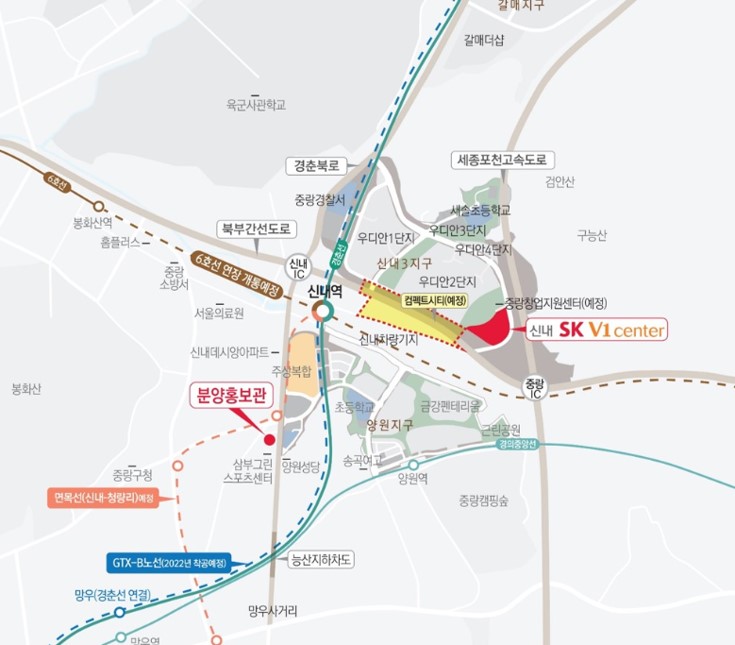 갈매지구
갈매더샵
육군사관학교
경춘북로
세종포천고속도로
6호선
중랑경찰서
검안산
새솔초등학교
봉화산역
북부간선도로
우디안1단지
우디안3단지
구능산
홈플러스
경춘선
우디안4단지
6호선 연장 개통예정
신내
IC
신내3지구
중랑
소방서
신내역
우디안2단지
컴팩트시티(예정)
중랑창업지원센터(예정)
서울의료원
신내 SK V1 center
신내차량기지
신내데시앙아파트
주상복합
봉화산
분양홍보관
초등학교
금강펜테리움
중랑
IC
양원지구
근린공원
경의중앙선
중랑구청
삼부그린
스포츠센터
양원성당
송곡여고
양원역
면목선(신내-청량리)예정
중랑캠핑숲
GTX-B노선(2022년 착공예정)
능산지하차도
망우(경춘선 연결)
망우사거리
망우역